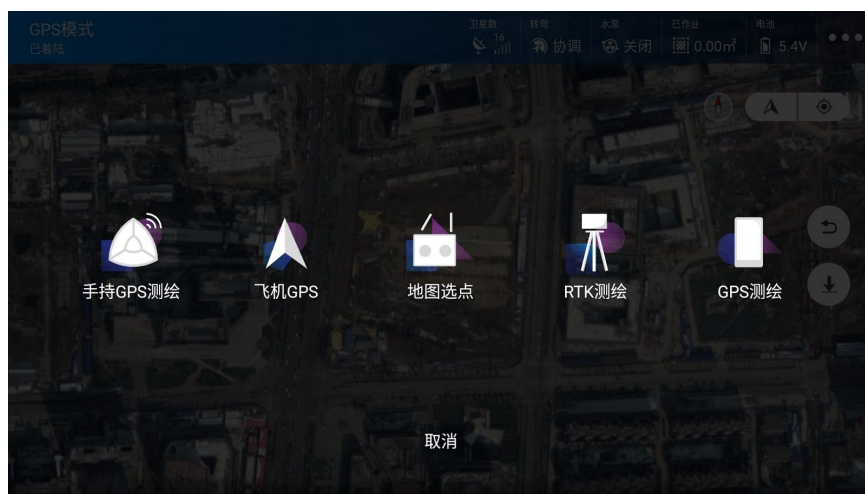 GPS模式
已着陆
卫星数
16
转弯
协调
水泵
关闭
已作业
0.00㎡
电池
5.4V
手持GPS测绘
飞机GPS
地图选点
RTK测绘
GPS测绘
取消